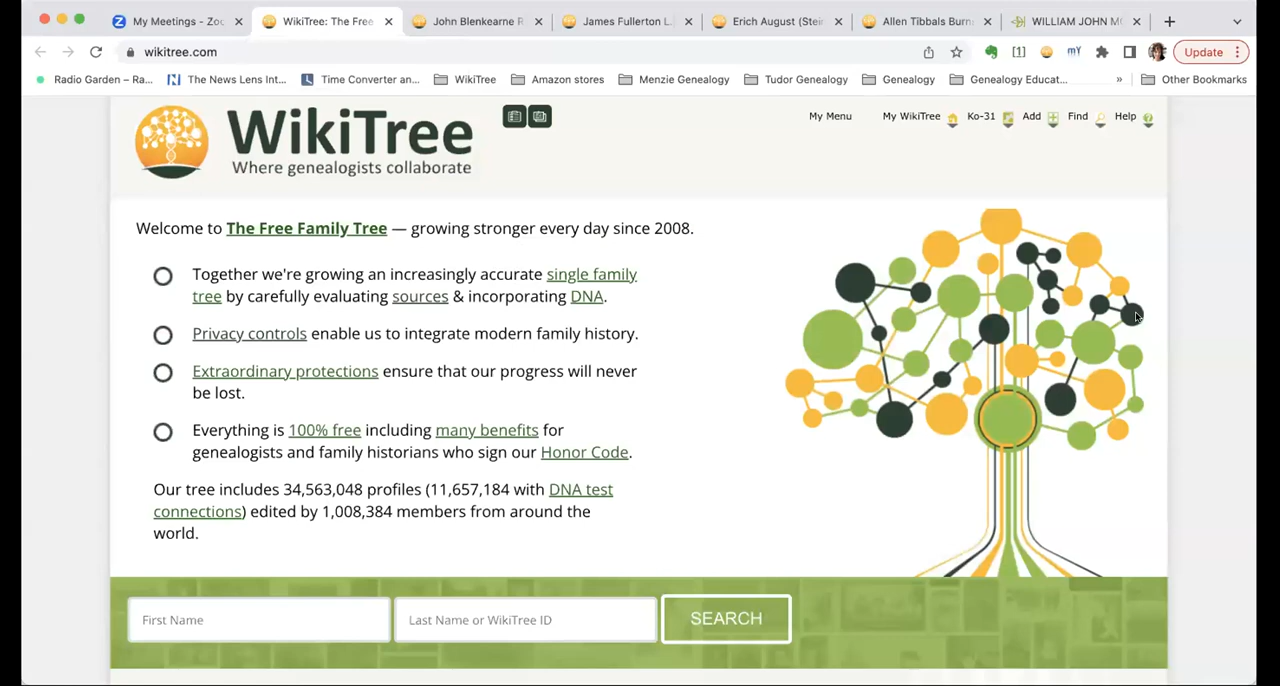 My Meetings - Zoo
WikiTree: The Free
John Blenkearne R
James Fullerton L.
Erich August (Stei
Allen Tibbals Burn
WILLIAM JOHN M
wikitree.com
[1]
mY
Update
Radio Garden – Ra...
The News Lens Int...
Time Converter an...
WikiTree
Amazon stores
Menzie Genealogy
Tudor Genealogy
Genealogy
Genealogy Educat...
»
Other Bookmarks
WikiTree
Where genealogists collaborate
My Menu
My WikiTree
Ko-31
Add
Find
Help
Welcome to The Free Family Tree — growing stronger every day since 2008.
Together we're growing an increasingly accurate single family
tree by carefully evaluating sources & incorporating DNA.
Privacy controls enable us to integrate modern family history.
Extraordinary protections ensure that our progress will never
be lost.
Everything is 100% free including many benefits for
genealogists and family historians who sign our Honor Code.
Our tree includes 34,563,048 profiles (11,657,184 with DNA test
connections) edited by 1,008,384 members from around the
world.
First Name
Last Name or WikiTree ID
SEARCH